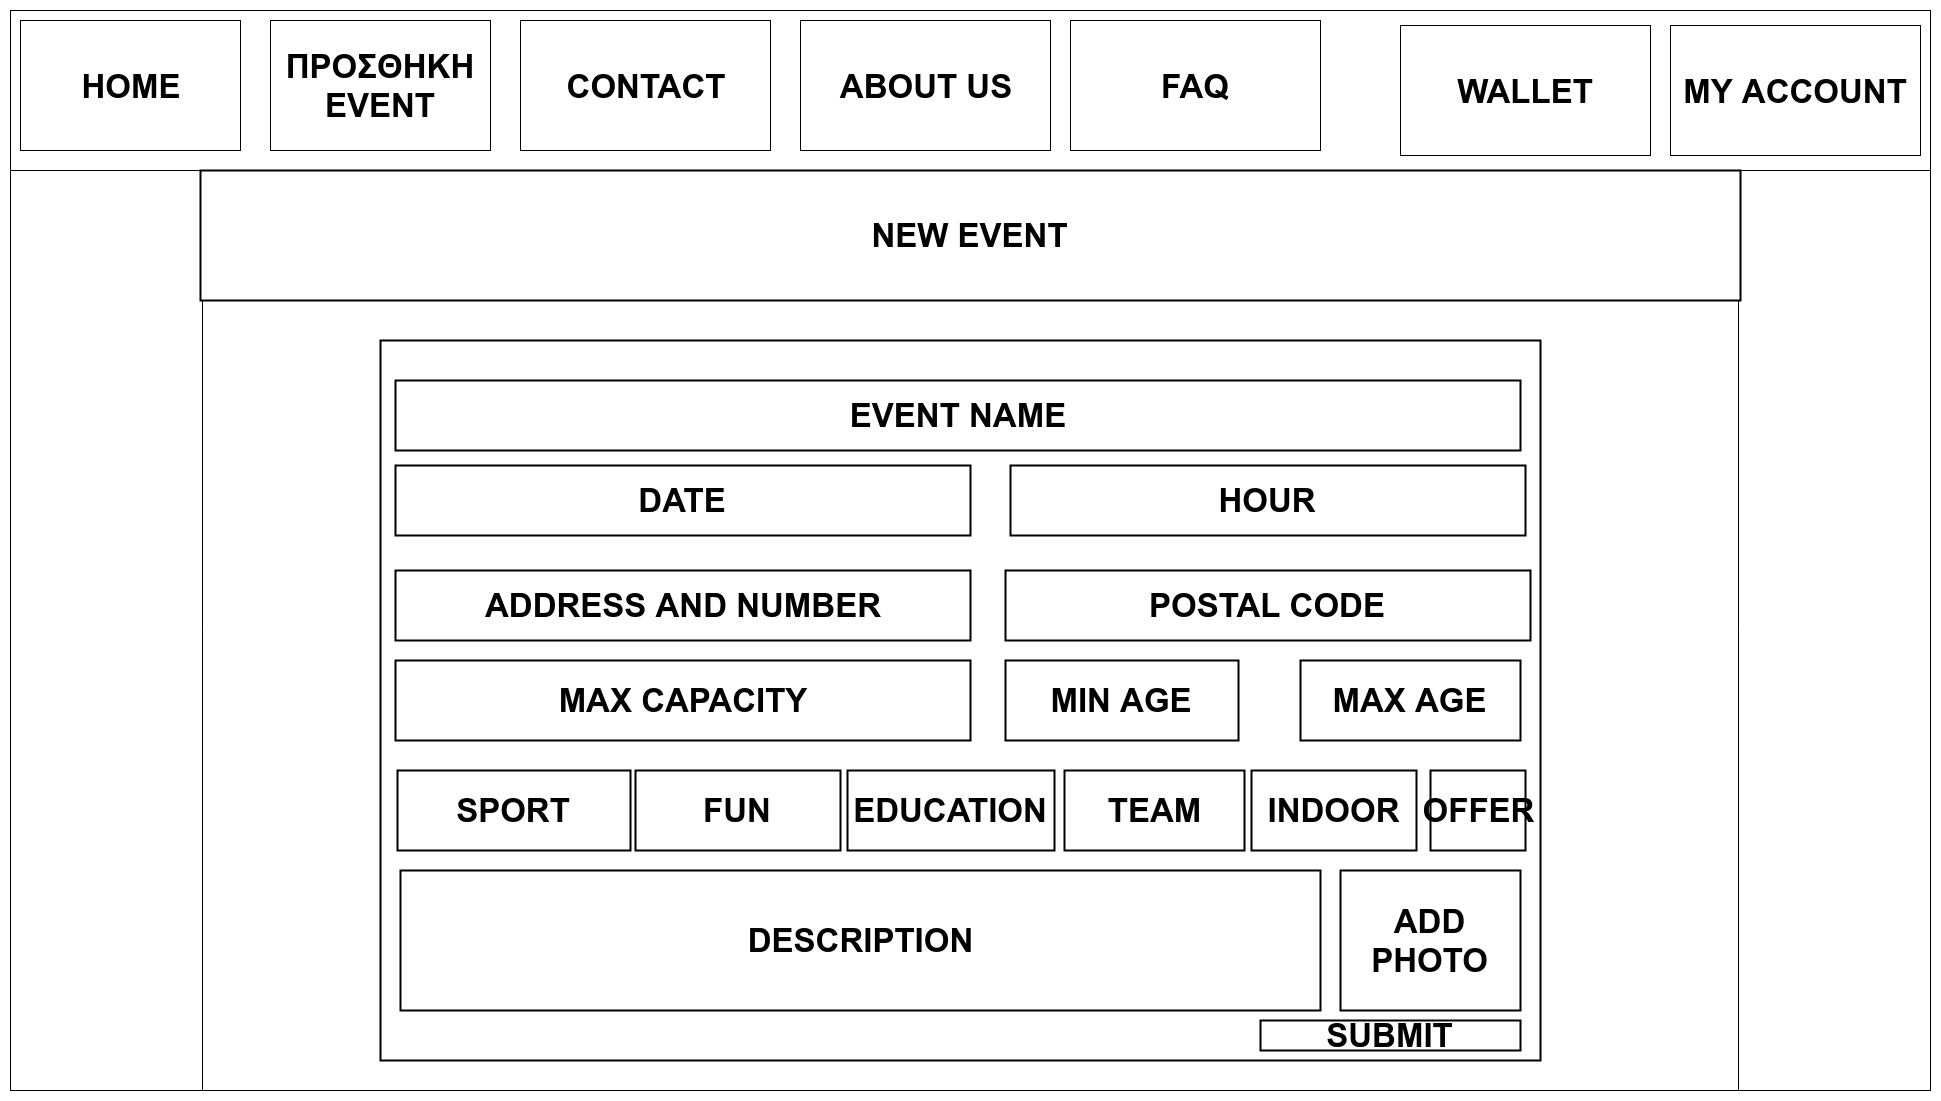 HOME
ΠΡΟΣΘΗΚΗ
EVENT
CONTACT
ABOUT US
FAQ
WALLET
MY ACCOUNT
NEW EVENT
EVENT NAME
DATE
HOUR
ADDRESS AND NUMBER
POSTAL CODE
MAX CAPACITY
MIN AGE
MAX AGE
SPORT
FUN
EDUCATION
TEAM
INDOOR
OFFER
DESCRIPTION
ADD
PHOTO
SUBMIT